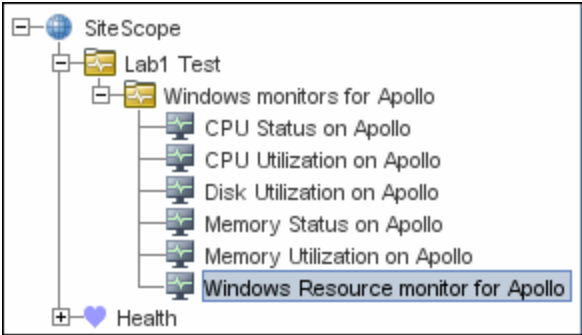 SiteScope
Lab1 Test
Windows monitors for Apollo
CPU Status on Apollo
CPU Utilization on Apollo
Disk Utilization on Apollo
Memory Status on Apollo
Memory Utilization on Apollo
Windows Resource monitor for Apollo
Health